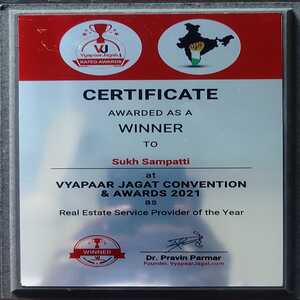 VJ
VyapaarJagat
RATED AWARDS
CERTIFICATE
AWARDED AS A
WINNER
TO
Sukh Sampatti
at
VYAPAAR JAGAT CONVENTION
& AWARDS 2021
as
Real Estate Service Provider of the Year
WINNER
Dr. Pravin Parmar
Founder, VyapaarJagat.com